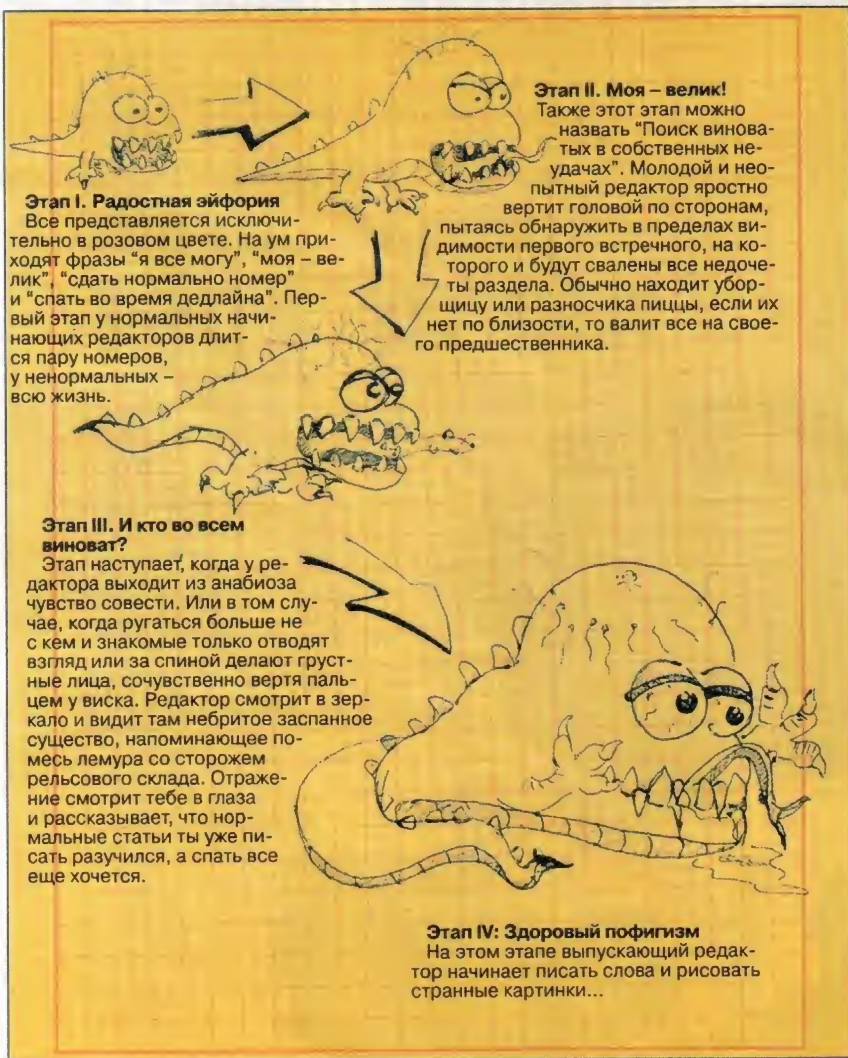 Этап I. Радостная эйфория
Все представляется исключи-
тельно в розовом цвете. На ум при-
ходят фразы "я все могу", "моя – ве-
лик", "сдать нормально номер"
и "спать во время дедлайна". Пер-
вый этап у нормальных начи-
нающих редакторов длит-
ся пару номеров,
у ненормальных –
всю жизнь.
Этап II. Моя – велик!
Также этот этап можно
назвать "Поиск винова-
тых в собственных не-
удачах". Молодой и нео-
пытный редактор яростно
вертит головой по сторонам,
пытаясь обнаружить в пределах ви-
димости первого встречного, на ко-
торого и будут свалены все недоче-
ты раздела. Обычно находит убор-
щицу или разносчика пиццы, если их
нет по близости, то валит все на свое-
го предшественника.
Этап III. И кто во всем
виноват?
Этап наступает, когда у ре-
дактора выходит из анабиоза
чувство совести. Или в том слу-
чае, когда ругаться больше не
с кем и знакомые только отводят
взгляд или за спиной делают груст-
ные лица, сочувственно вертя паль-
цем у виска. Редактор смотрит в зер-
кало и видит там небритое заспанное
существо, напоминающее по-
месь лемура со сторожем
рельсового склада. Отраже-
ние смотрит тебе в глаза
и рассказывает, что нор-
мальные статьи ты уже пи-
сать разучился, а спать все
еще хочется.
Этап IV: Здоровый пофигизм
На этом этапе выпускающий редак-
тор начинает писать слова и рисовать
странные картинки...